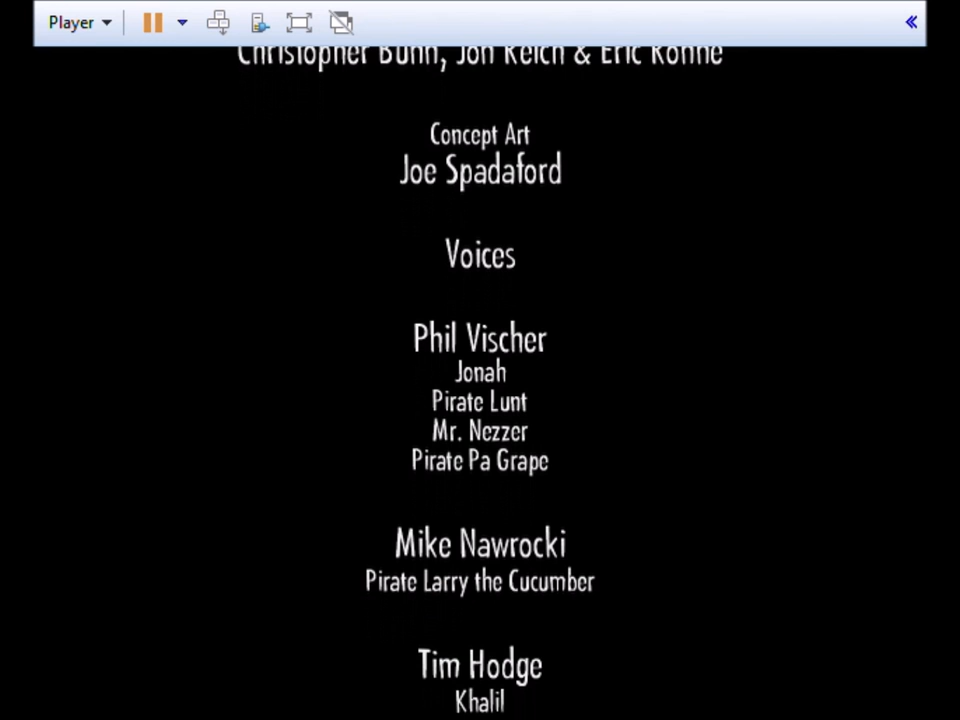 Player
Christopher Bunn, Jon Reich & Eric Rohne
Concept Art
Joe Spadaford
Voices
Phil Vischer
Jonah
Pirate Lunt
Mr. Nezzer
Pirate Pa Grape
Mike Nawrocki
Pirate Larry the Cucumber
Tim Hodge
Khalil